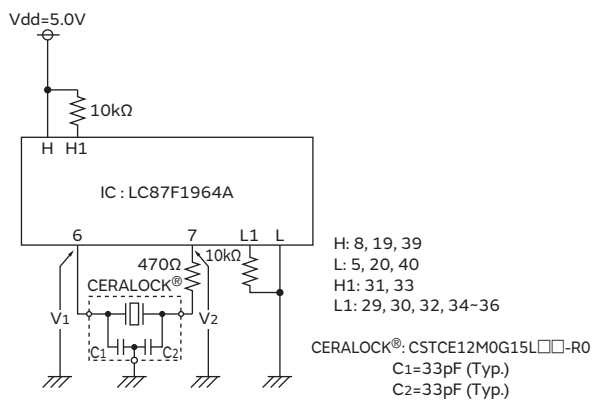 Vdd=5.0V
10kΩ
H H1
IC : LC87F1964A
6 7 L1 L
470Ω 10kΩ
CERALOCK®
V1 V2
C1 C2
H: 8, 19, 39
L: 5, 20, 40
H1: 31, 33
L1: 29, 30, 32, 34~36
CERALOCK®: CSTCE12M0G15L□□-R0
C1=33pF (Typ.)
C2=33pF (Typ.)